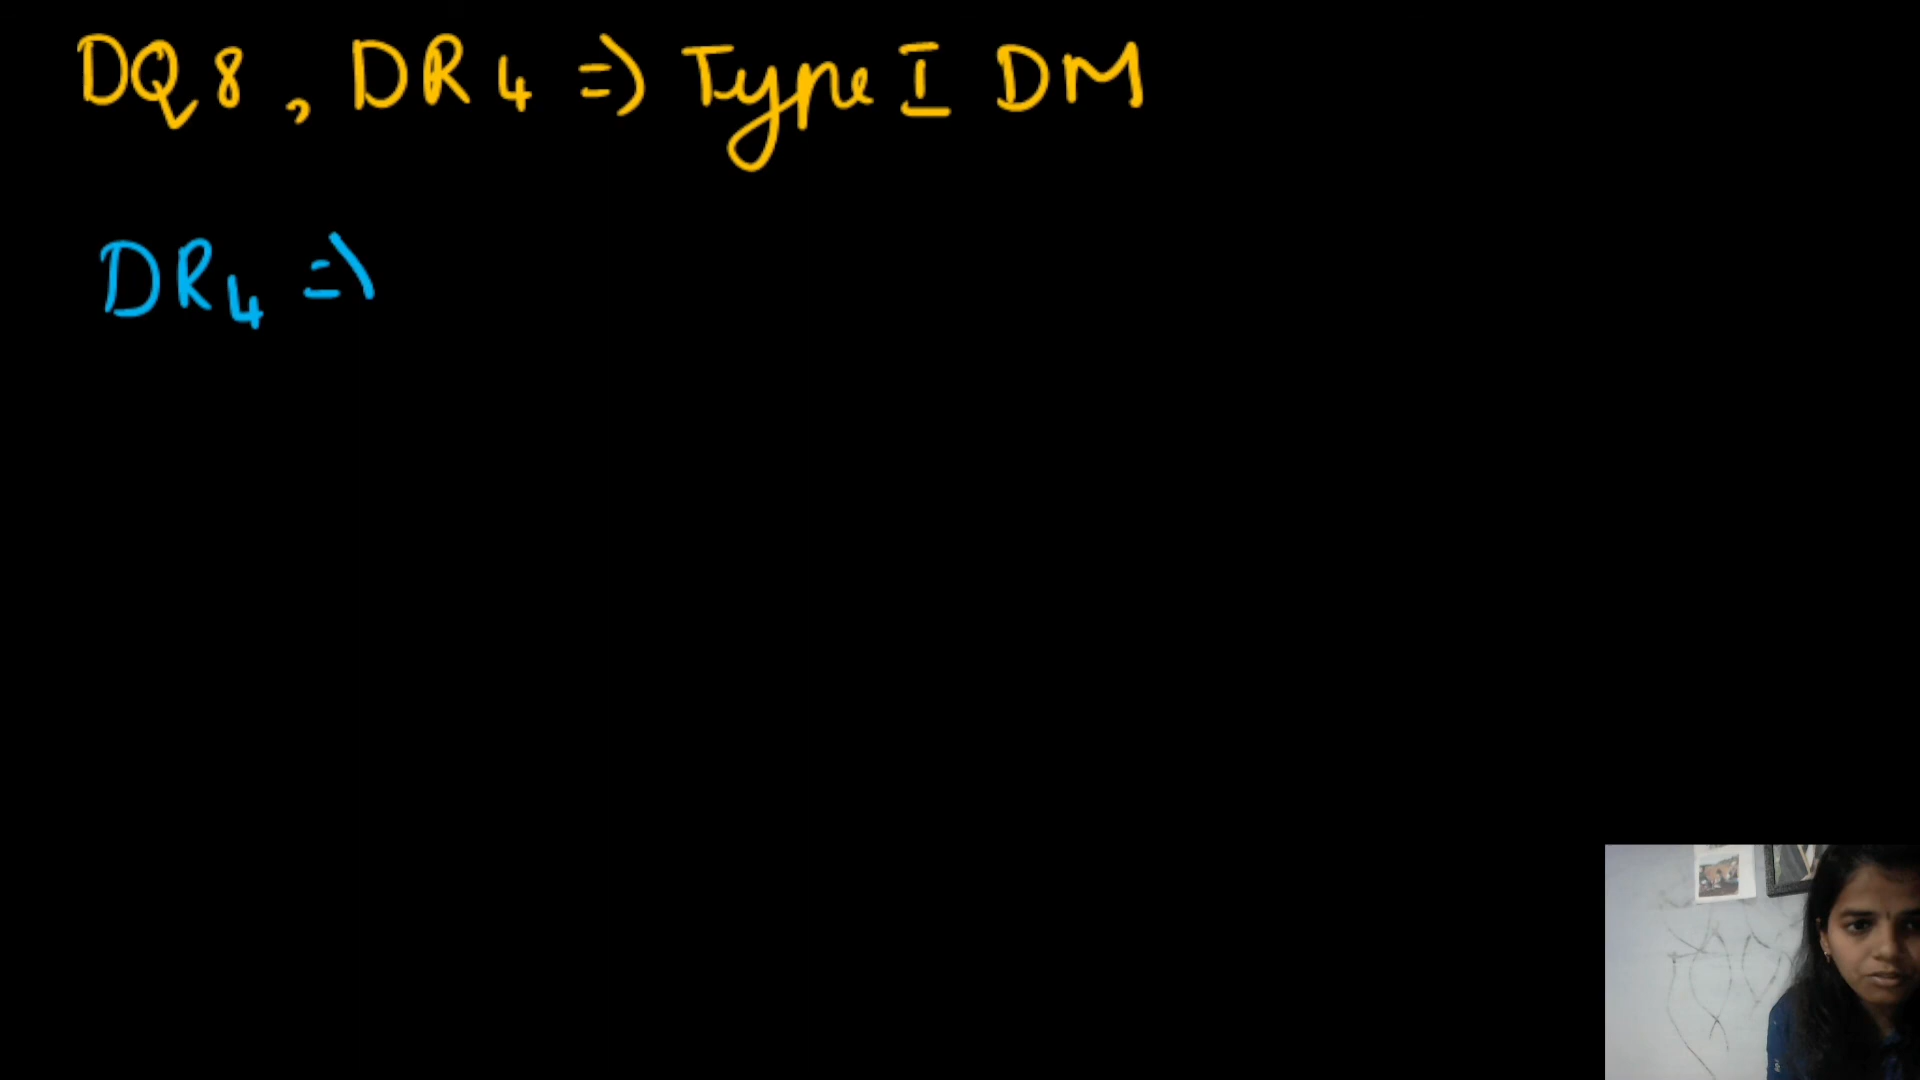 DQ8, DR4 => Type I DM
DR4 =>